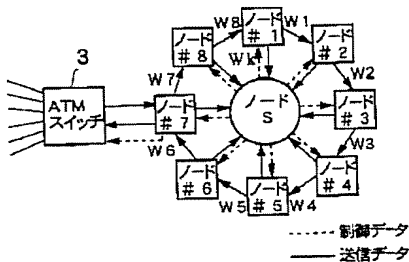 3
ATM
スイッチ
W8
W1
ノード
#1
ノード
#8
Wk
ノード
#2
W7
W2
ノード
#7
ノード
S
ノード
#3
W6
W3
ノード
#6
ノード
#4
W5
ノード
#5
W4
制御データ
送信データ